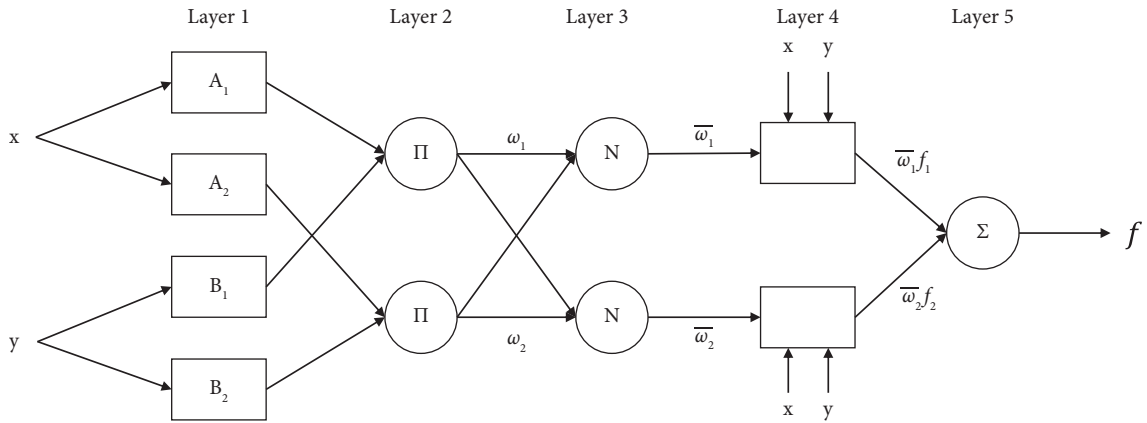 Layer 1 Layer 2 Layer 3 Layer 4 Layer 5
x y
A₁
ω₁ ω̅₁
Π N
x
ω̅₁f₁
A₂
Σ f
B₁
ω̅₂f₂
Π N
y
ω₂ ω̅₂
B₂
x y